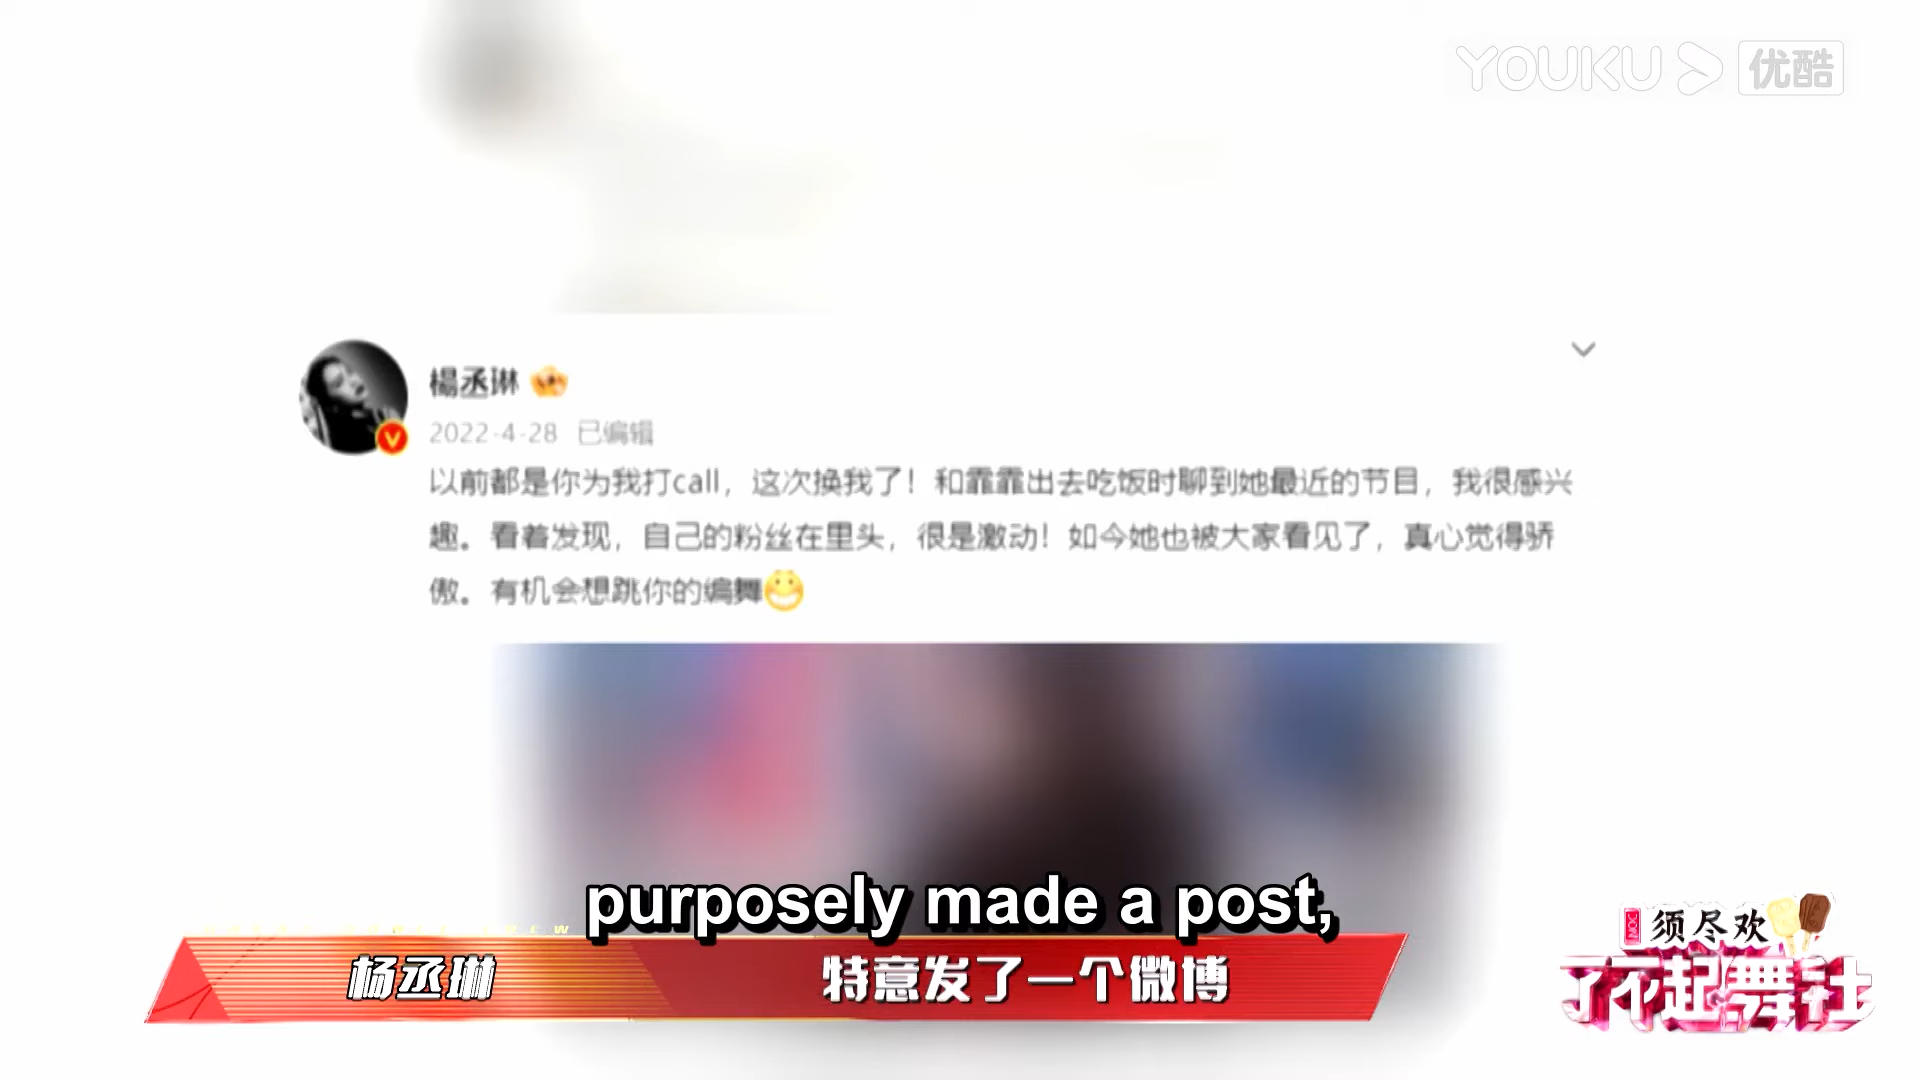 YOUKU 优酷
楊丞琳
2022-4-28 已编辑
以前都是你为我打call，这次换我了！和霏霏出去吃饭时聊到她最近的节目，我很感兴
趣。看着发现，自己的粉丝在里头，很是激动！如今她也被大家看见了，真心觉得骄
傲。有机会想跳你的编舞
purposely made a post,
杨丞琳
特意发了一个微博
须尽欢
了不起舞社